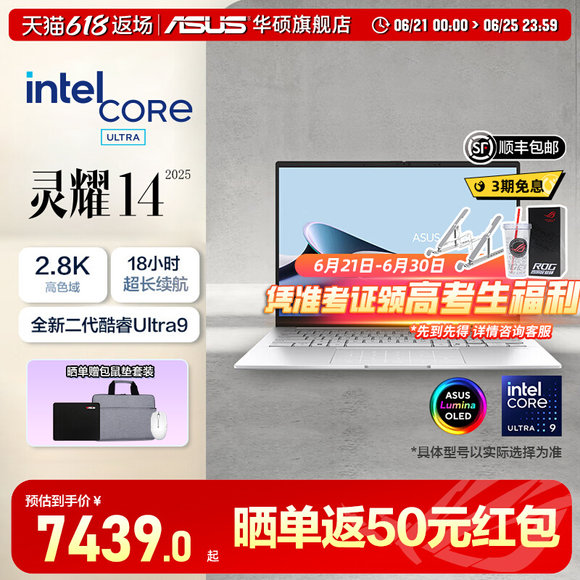 天猫618返场
ASUS 华硕旗舰店
06/21 00:00 > 06/25 23:59
intel
CORE
ULTRA
灵耀14 2025
SF 顺丰包邮
3期免息
2.8K
高色域
18小时
超长续航
全新二代酷睿Ultra9
ASUS
ROG
6月21日-6月30日
凭准考证领高考生福利
*先到先得 详情咨询客服
晒单赠包鼠垫套装
ASUS
Lumina
OLED
intel
CORE
ULTRA 9
*具体型号以实际选择为准
预估到手价￥
7439.0 起
晒单返50元红包